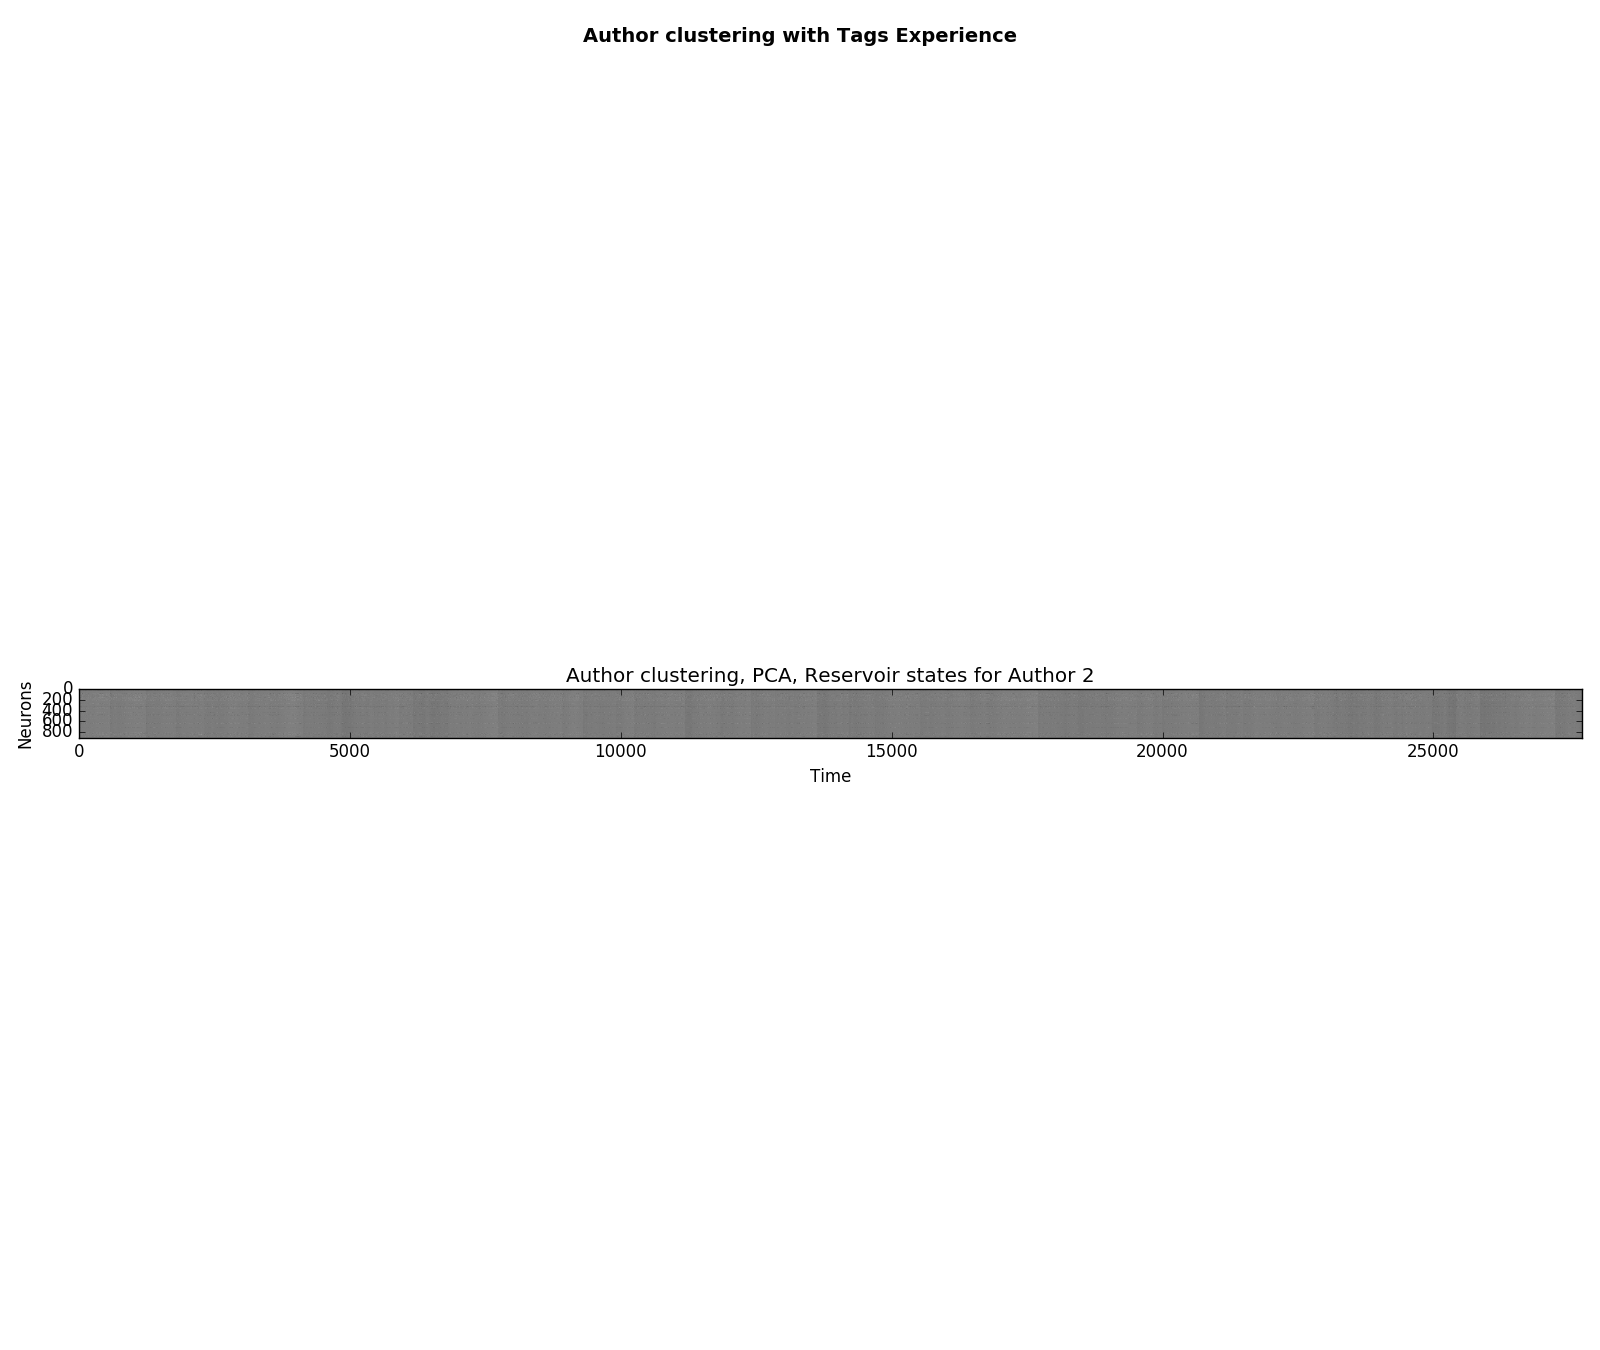 Author clustering with Tags Experience
Author clustering, PCA, Reservoir states for Author 2
Neurons
0
200
400
600
800
0 5000 10000 15000 20000 25000
Time